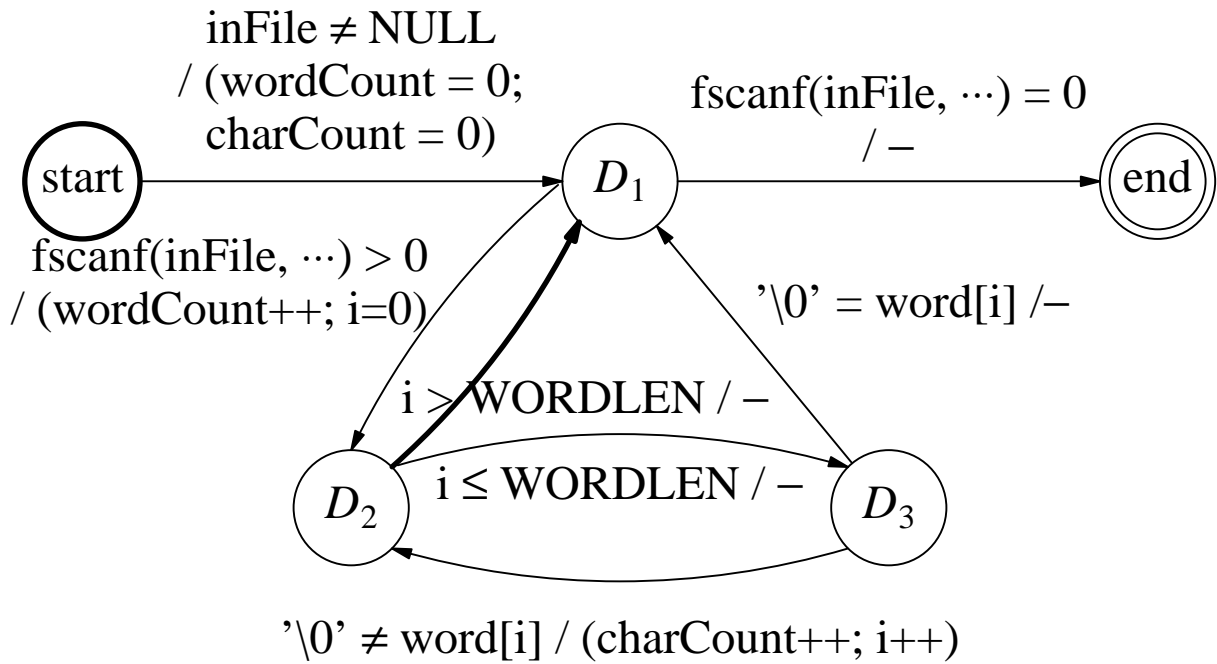 inFile ≠ NULL
/ (wordCount = 0;
charCount = 0)
fscanf(inFile, ···) = 0
/ –
start
D₁
end
fscanf(inFile, ···) > 0
/ (wordCount++; i=0)
’\0’ = word[i] /–
i > WORDLEN / –
i ≤ WORDLEN / –
D₂
D₃
’\0’ ≠ word[i] / (charCount++; i++)